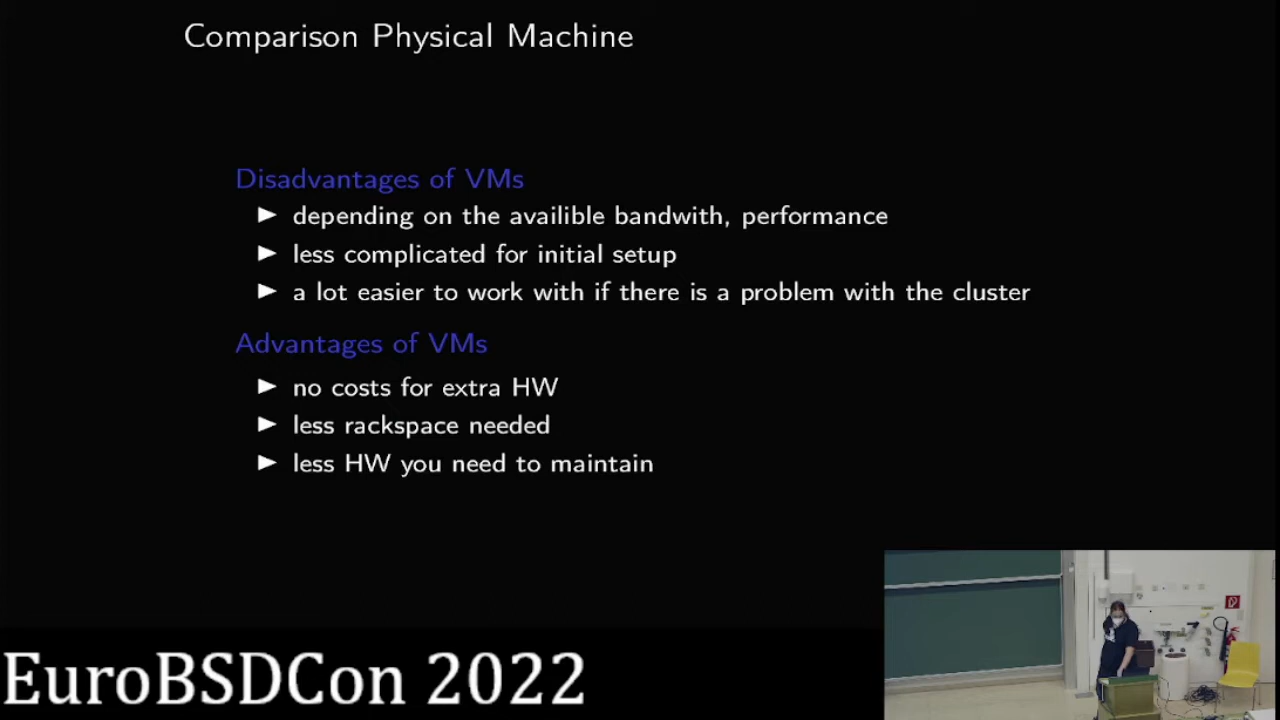 Comparison Physical Machine
Disadvantages of VMs
▶ depending on the availible bandwith, performance
▶ less complicated for initial setup
▶ a lot easier to work with if there is a problem with the cluster
Advantages of VMs
▶ no costs for extra HW
▶ less rackspace needed
▶ less HW you need to maintain
EuroBSDCon 2022